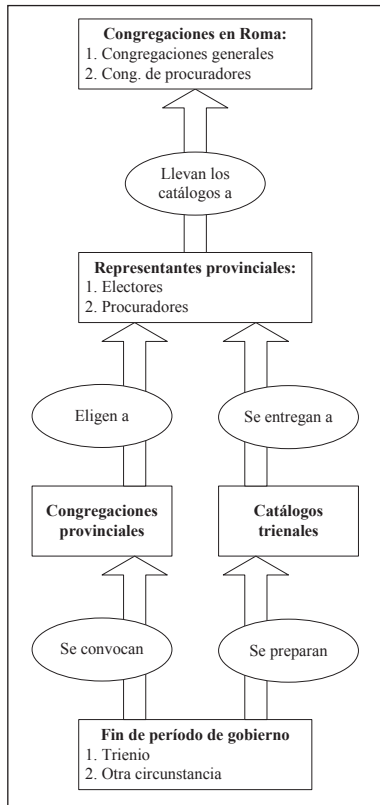 Congregaciones en Roma:
1. Congregaciones generales
2. Cong. de procuradores
Llevan los
catálogos a
Representantes provinciales:
1. Electores
2. Procuradores
Eligen a
Se entregan a
Congregaciones
provinciales
Catálogos
trienales
Se convocan
Se preparan
Fin de período de gobierno
1. Trienio
2. Otra circunstancia